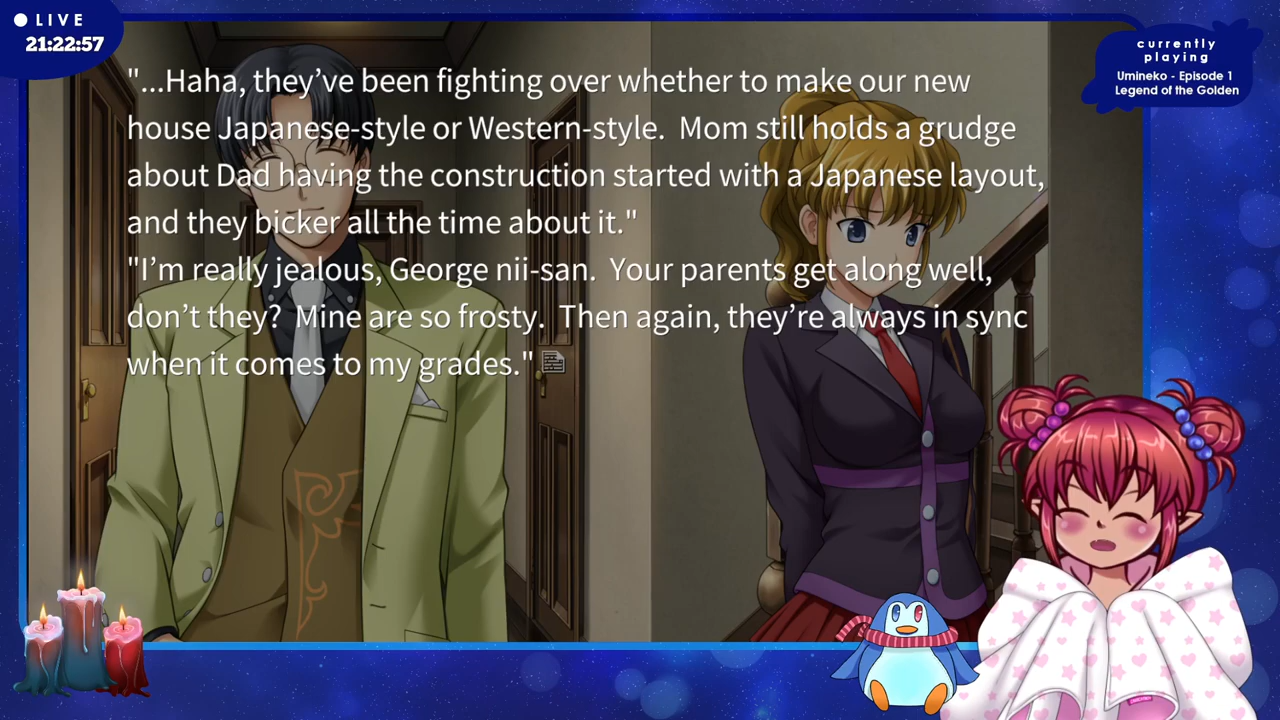 LIVE
21:22:57
currently
playing
Umineko - Episode 1
Legend of the Golden
"...Haha, they’ve been fighting over whether to make our new
house Japanese-style or Western-style.  Mom still holds a grudge
about Dad having the construction started with a Japanese layout,
and they bicker all the time about it."
"I’m really jealous, George nii-san.  Your parents get along well,
don’t they?  Mine are so frosty.  Then again, they’re always in sync
when it comes to my grades."